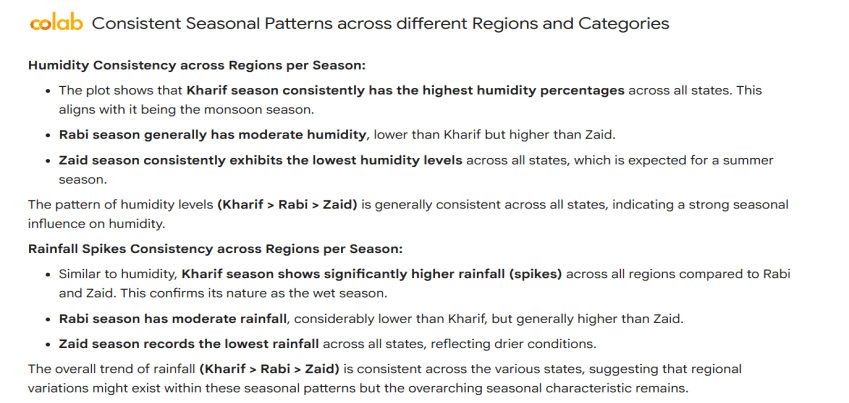 colab Consistent Seasonal Patterns across different Regions and Categories
Humidity Consistency across Regions per Season:
• The plot shows that Kharif season consistently has the highest humidity percentages across all states. This
aligns with it being the monsoon season.
• Rabi season generally has moderate humidity, lower than Kharif but higher than Zaid.
• Zaid season consistently exhibits the lowest humidity levels across all states, which is expected for a summer
season.
The pattern of humidity levels (Kharif > Rabi > Zaid) is generally consistent across all states, indicating a strong seasonal
influence on humidity.
Rainfall Spikes Consistency across Regions per Season:
• Similar to humidity, Kharif season shows significantly higher rainfall (spikes) across all regions compared to Rabi
and Zaid. This confirms its nature as the wet season.
• Rabi season has moderate rainfall, considerably lower than Kharif, but generally higher than Zaid.
• Zaid season records the lowest rainfall across all states, reflecting drier conditions.
The overall trend of rainfall (Kharif > Rabi > Zaid) is consistent across the various states, suggesting that regional
variations might exist within these seasonal patterns but the overarching seasonal characteristic remains.